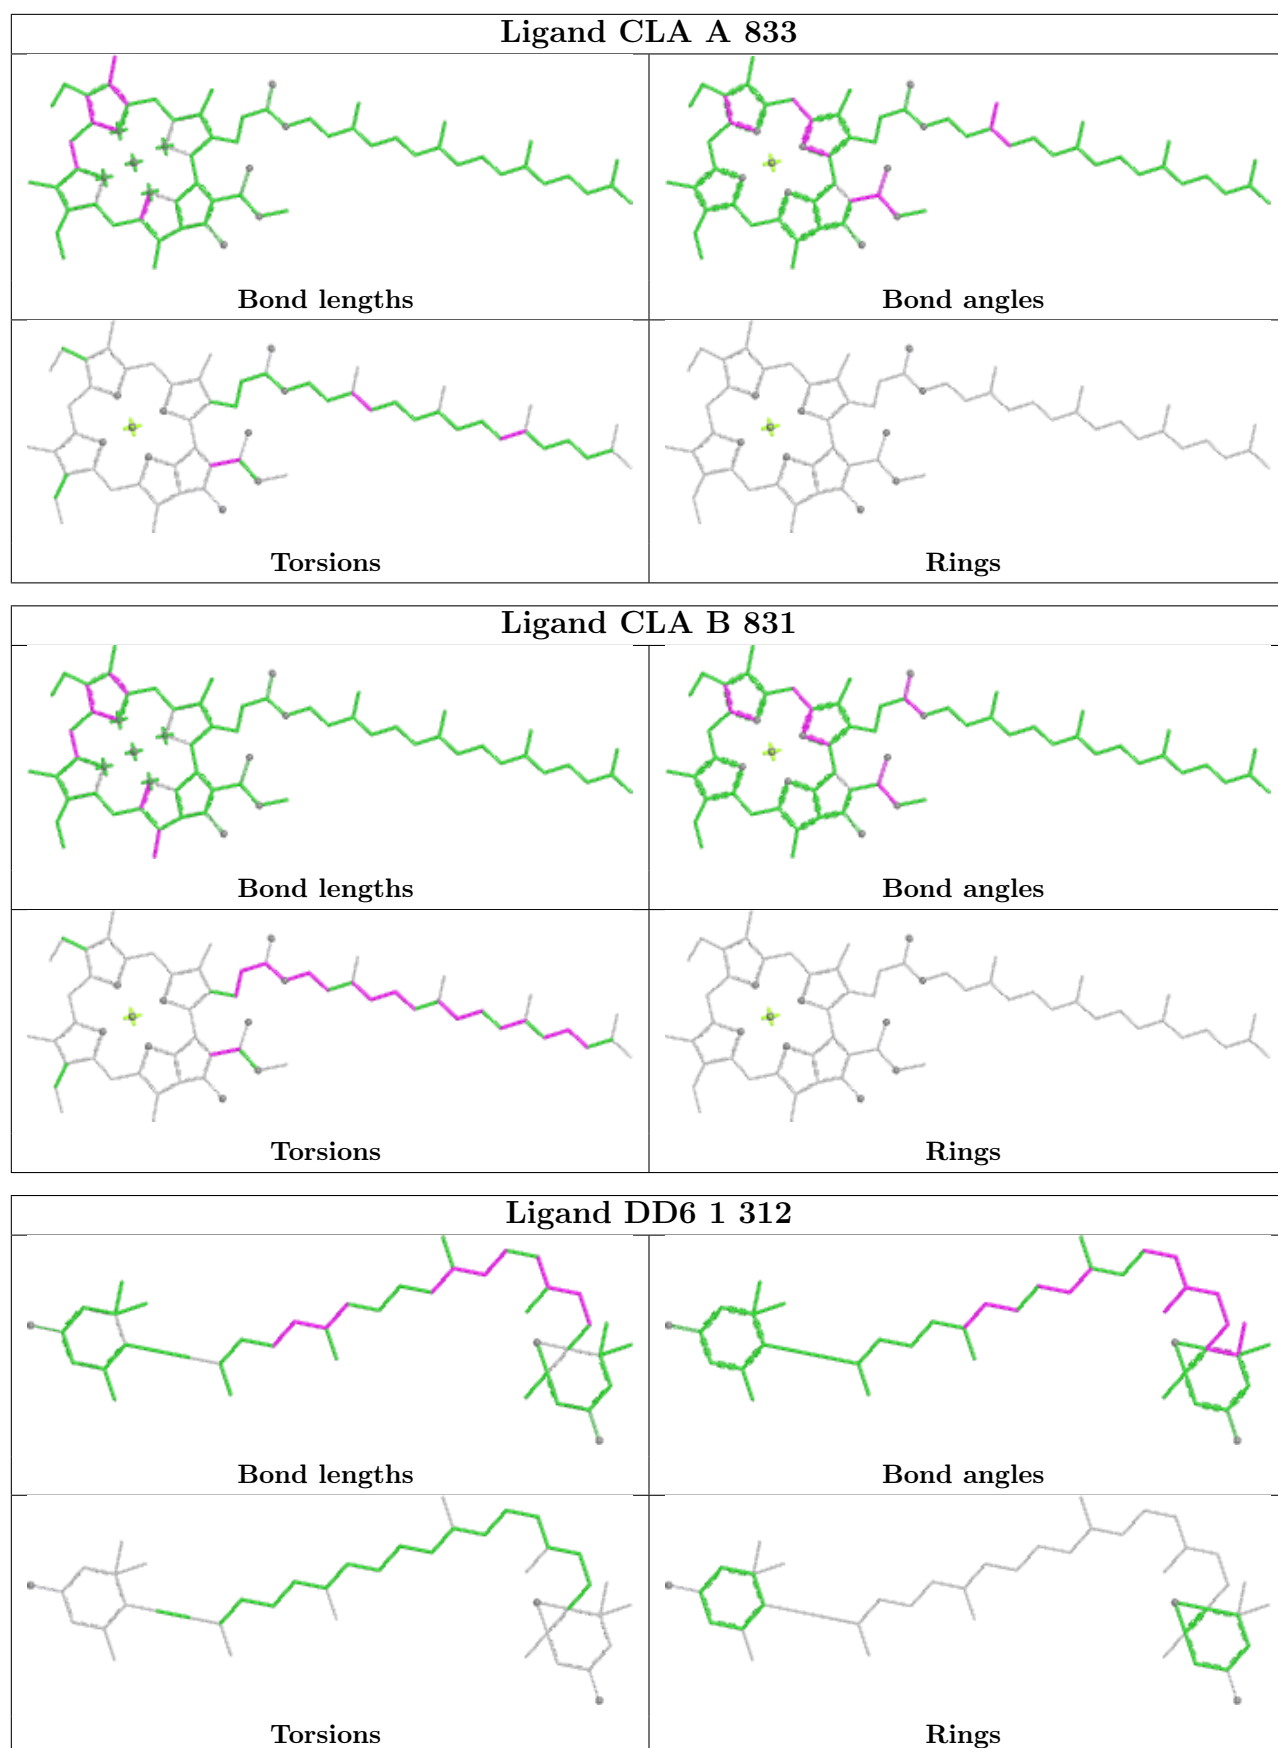 Ligand CLA A 833
Bond lengths
Bond angles
Torsions
Rings
Ligand CLA B 831
Bond lengths
Bond angles
Torsions
Rings
Ligand DD6 1 312
Bond lengths
Bond angles
Torsions
Rings